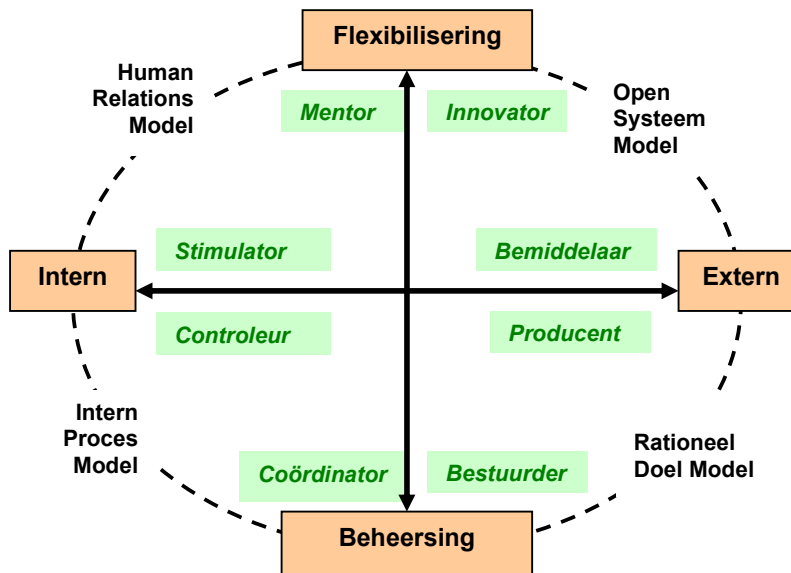 Flexibilisering
Human
Relations
Model
Mentor
Innovator
Open
Systeem
Model
Stimulator
Bemiddelaar
Intern
Extern
Controleur
Producent
Intern
Proces
Model
Coördinator
Bestuurder
Rationeel
Doel Model
Beheersing